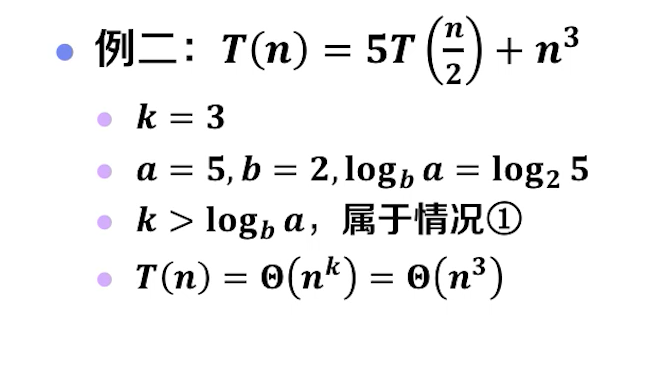 例二：T(n) = 5T(n/2) + n³
k = 3
a = 5, b = 2, log_b a = log₂ 5
k > log_b a，属于情况①
T(n) = Θ(n^k) = Θ(n³)